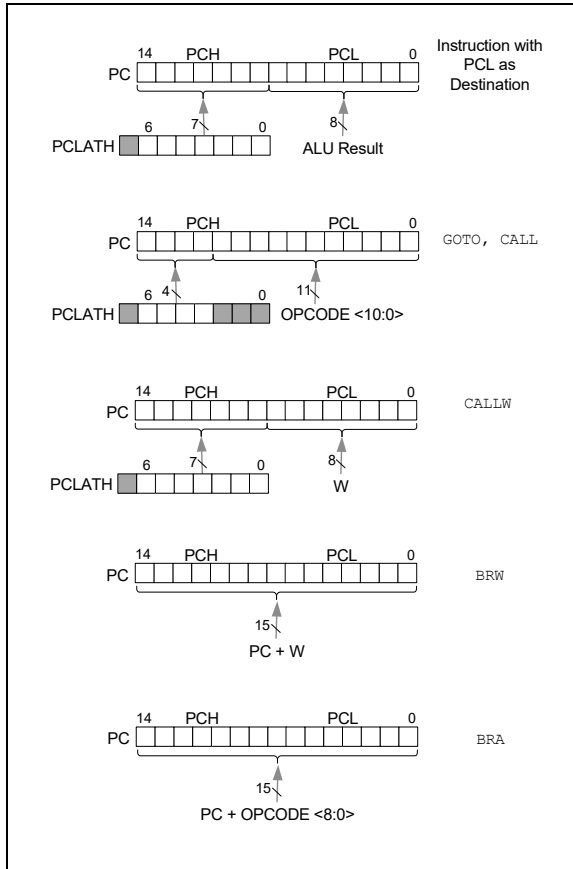 14 PCH PCL 0
PC
Instruction with
PCL as
Destination
6 7 0 8
PCLATH
ALU Result
14 PCH PCL 0
PC
GOTO, CALL
6 4 0 11
PCLATH
OPCODE <10:0>
14 PCH PCL 0
PC
CALLW
6 7 0 8
PCLATH
W
14 PCH PCL 0
PC
BRW
15
PC + W
14 PCH PCL 0
PC
BRA
15
PC + OPCODE <8:0>